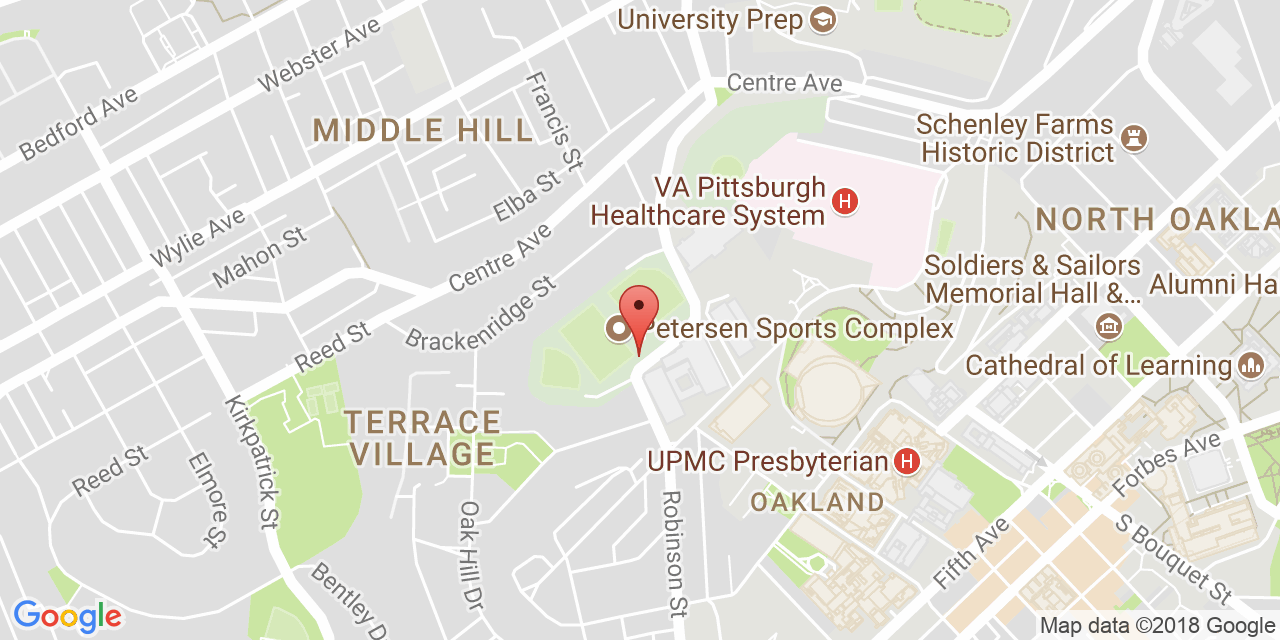 University Prep
Centre Ave
Webster Ave
Bedford Ave
Francis St
MIDDLE HILL
Schenley Farms
Historic District
VA Pittsburgh
Healthcare System
H
Elba St
Wylie Ave
Mahon St
Centre Ave
NORTH OAKLA
Soldiers & Sailors
Memorial Hall &...
Alumni Ha
Brackenridge St
Reed St
Petersen Sports Complex
Cathedral of Learning
Kirkpatrick St
TERRACE
VILLAGE
UPMC Presbyterian
H
Forbes Ave
Reed St
Elmore St
OAKLAND
Robinson St
Oak Hill Dr
Fifth Ave
S Bouquet St
Bentley D
Google
Map data ©2018 Google